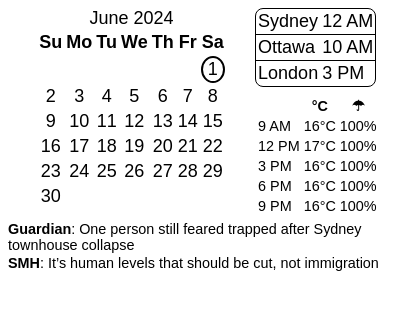 June 2024
Su Mo Tu We Th Fr Sa
1
2 3 4 5 6 7 8
9 10 11 12 13 14 15
16 17 18 19 20 21 22
23 24 25 26 27 28 29
30
Sydney 12 AM
Ottawa 10 AM
London 3 PM
°C ☂
9 AM 16°C 100%
12 PM 17°C 100%
3 PM 16°C 100%
6 PM 16°C 100%
9 PM 16°C 100%
Guardian: One person still feared trapped after Sydney
townhouse collapse
SMH: It’s human levels that should be cut, not immigration